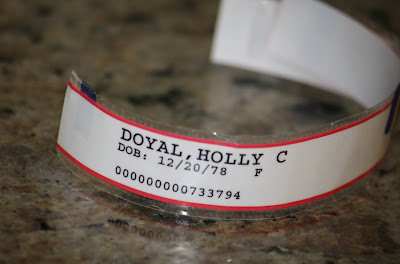 DOYAL,HOLLY C
DOB: 12/20/78 F
000000000733794